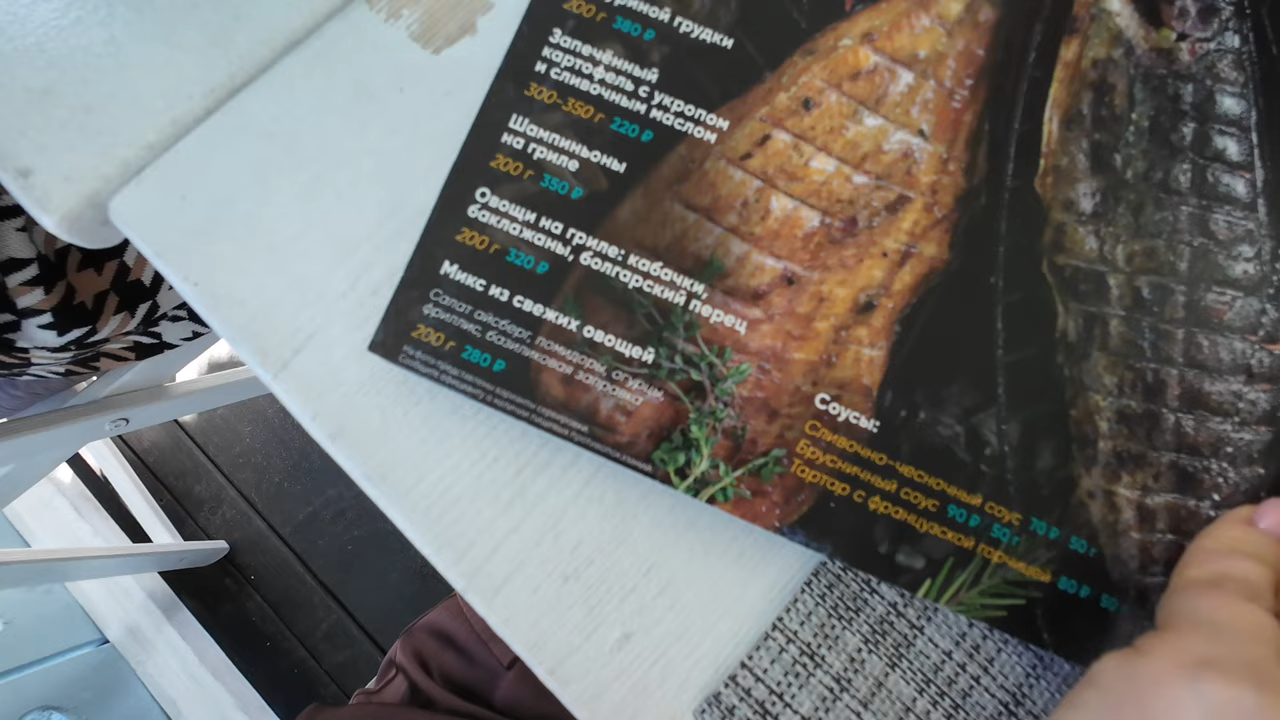 куриной грудки
200 г 380 ₽
Запечённый
картофель с укропом
и сливочным маслом
300-350 г 220 ₽
Шампиньоны
на гриле
200 г 350 ₽
Овощи на гриле: кабачки,
баклажаны, болгарский перец
200 г 320 ₽
Микс из свежих овощей
Салат айсберг, помидоры, огурцы,
фриллис, базиликовая заправка
200 г 280 ₽
Соусы:
Сливочно-чесночный соус 70 ₽ 50 г
Брусничный соус 90 ₽ 50 г
Тартар с французской горчицей 80 ₽ 50